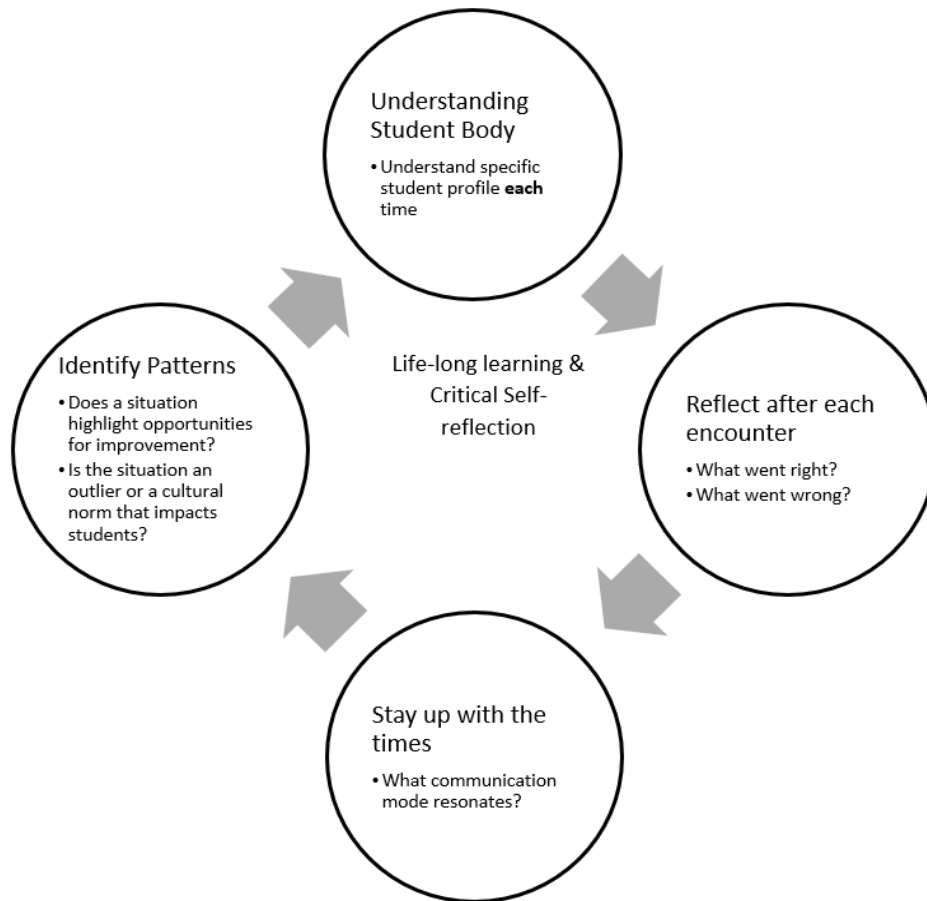 Understanding
Student Body
• Understand specific
student profile each
time
Life-long learning &
Critical Self-
reflection
Reflect after each
encounter
• What went right?
• What went wrong?
Stay up with the
times
• What communication
mode resonates?
Identify Patterns
• Does a situation
highlight opportunities
for improvement?
• Is the situation an
outlier or a cultural
norm that impacts
students?